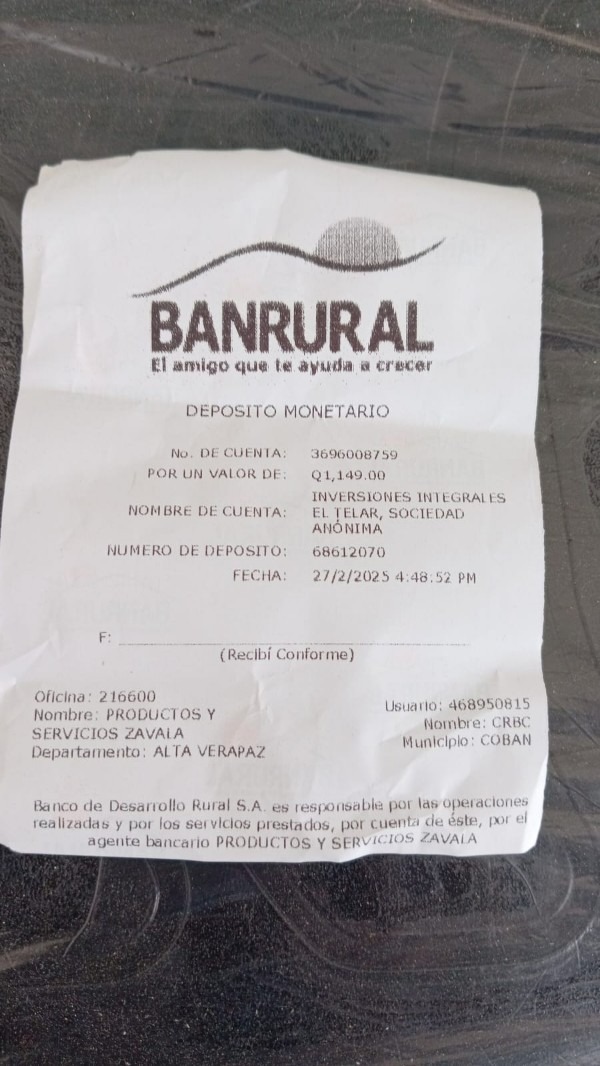 BANRURAL
El amigo que te ayuda a crecer
DEPOSITO MONETARIO
No. DE CUENTA: 3696008759
POR UN VALOR DE: Q1,149.00
NOMBRE DE CUENTA: INVERSIONES INTEGRALES
EL TELAR, SOCIEDAD
ANÓNIMA
NUMERO DE DEPOSITO: 68612070
FECHA: 27/2/2025 4:48:52 PM
F:
(Recibí Conforme)
Oficina: 216600
Nombre: PRODUCTOS Y
SERVICIOS ZAVALA
Departamento: ALTA VERAPAZ
Usuario: 468950815
Nombre: CRBC
Municipio: COBAN
Banco de Desarrollo Rural S.A. es responsable por las operaciones
realizadas y por los servicios prestados, por cuenta de éste, por el
agente bancario PRODUCTOS Y SERVICIOS ZAVALA